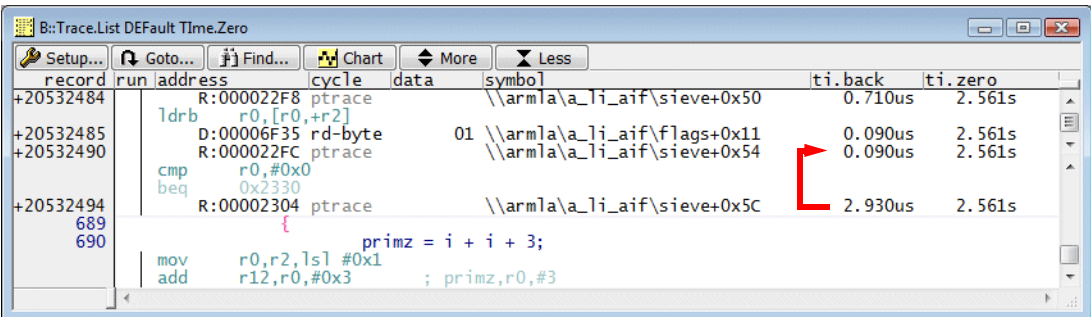 B::Trace.List DEFault TIme.Zero
Setup... Goto... Find... Chart More Less
record run address cycle data symbol ti.back ti.zero
+20532484 R:000022F8 ptrace \\armla\a_li_aif\sieve+0x50 0.710us 2.561s
ldrb r0,[r0,+r2]
+20532485 D:00006F35 rd-byte 01 \\armla\a_li_aif\flags+0x11 0.090us 2.561s
+20532490 R:000022FC ptrace \\armla\a_li_aif\sieve+0x54 0.090us 2.561s
cmp r0,#0x0
beq 0x2330
+20532494 R:00002304 ptrace \\armla\a_li_aif\sieve+0x5C 2.930us 2.561s
689 {
690 primz = i + i + 3;
mov r0,r2,lsl #0x1
add r12,r0,#0x3 ; primz,r0,#3